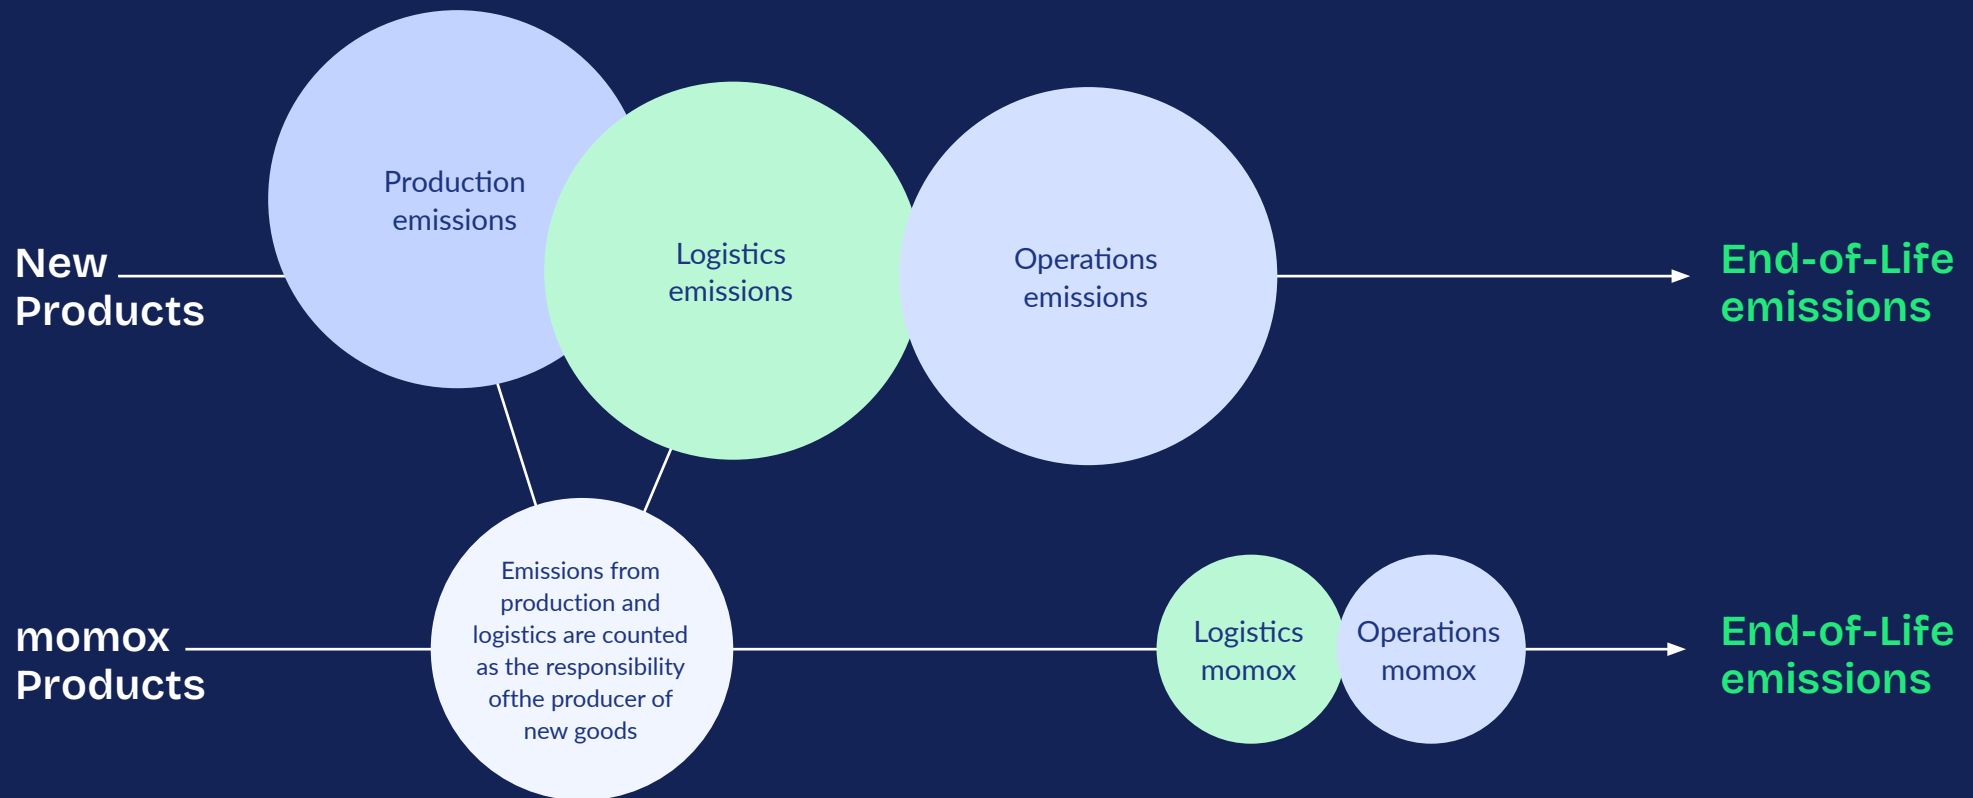 New
Products
Production
emissions
Logistics
emissions
Operations
emissions
End-of-Life
emissions
momox
Products
Emissions from
production and
logistics are counted
as the responsibility
ofthe producer of
new goods
Logistics
momox
Operations
momox
End-of-Life
emissions